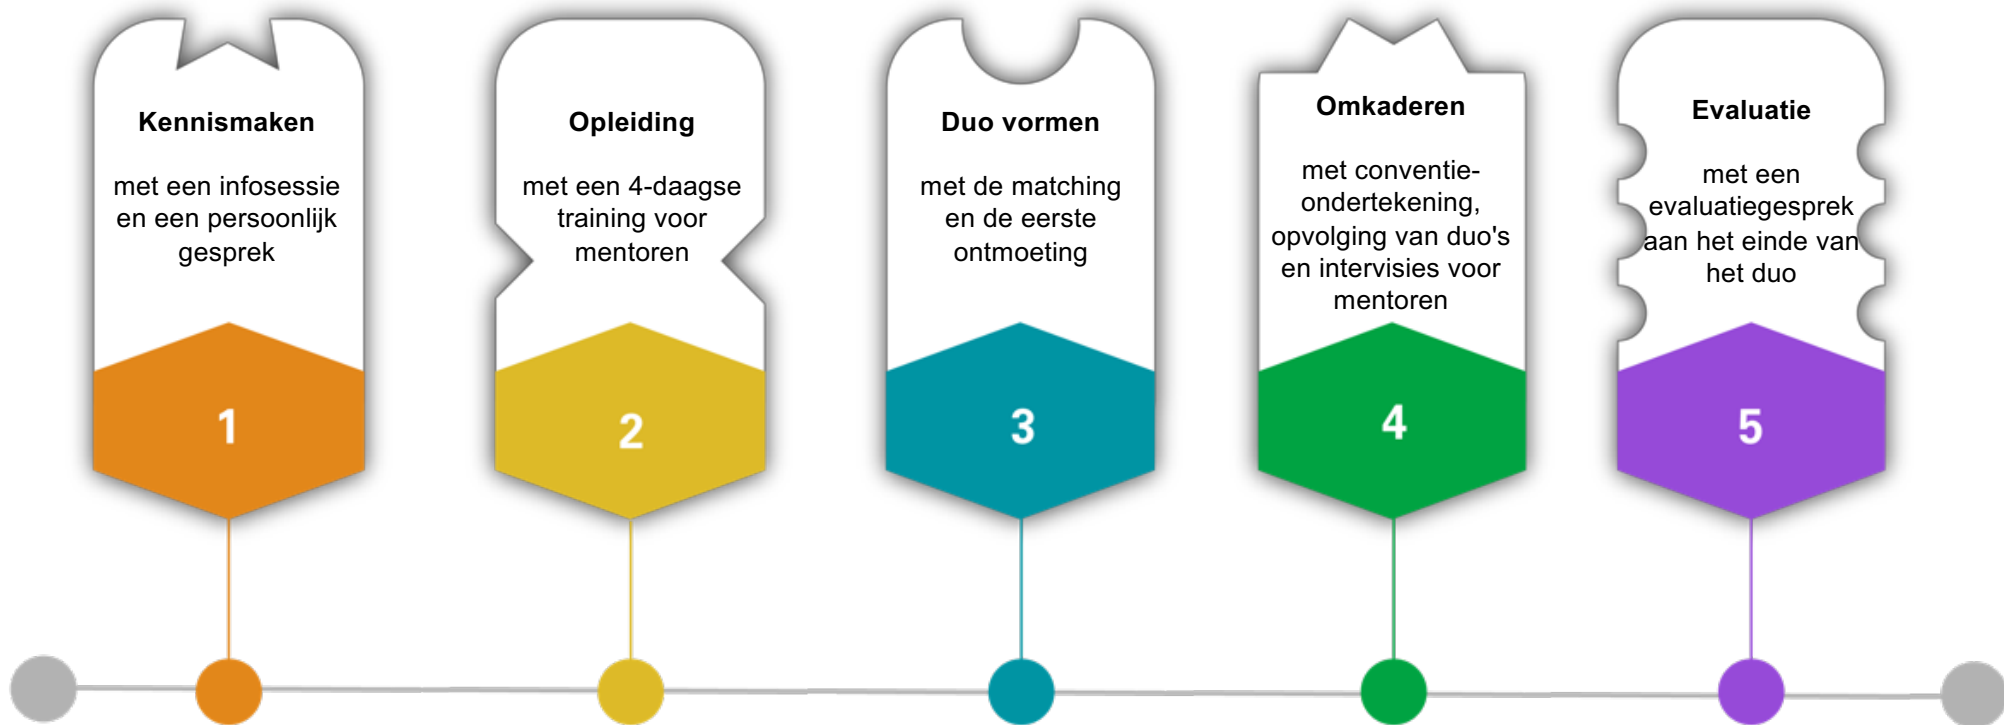 Kennismaken
met een infosessie
en een persoonlijk
gesprek
1
Opleiding
met een 4-daagse
training voor
mentoren
2
Duo vormen
met de matching
en de eerste
ontmoeting
3
Omkaderen
met conventie-
ondertekening,
opvolging van duo's
en intervisies voor
mentoren
4
Evaluatie
met een
evaluatiegesprek
aan het einde van
het duo
5